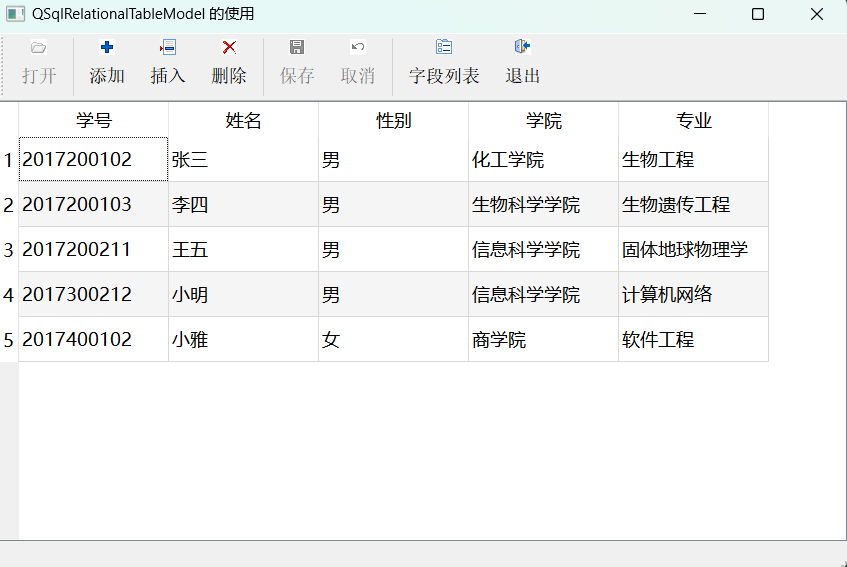 QSqlRelationalTableModel 的使用
打开 添加 插入 删除 保存 取消 字段列表 退出
学号 姓名 性别 学院 专业
1 2017200102 张三 男 化工学院 生物工程
2 2017200103 李四 男 生物科学学院 生物遗传工程
3 2017200211 王五 男 信息科学学院 固体地球物理学
4 2017300212 小明 男 信息科学学院 计算机网络
5 2017400102 小雅 女 商学院 软件工程